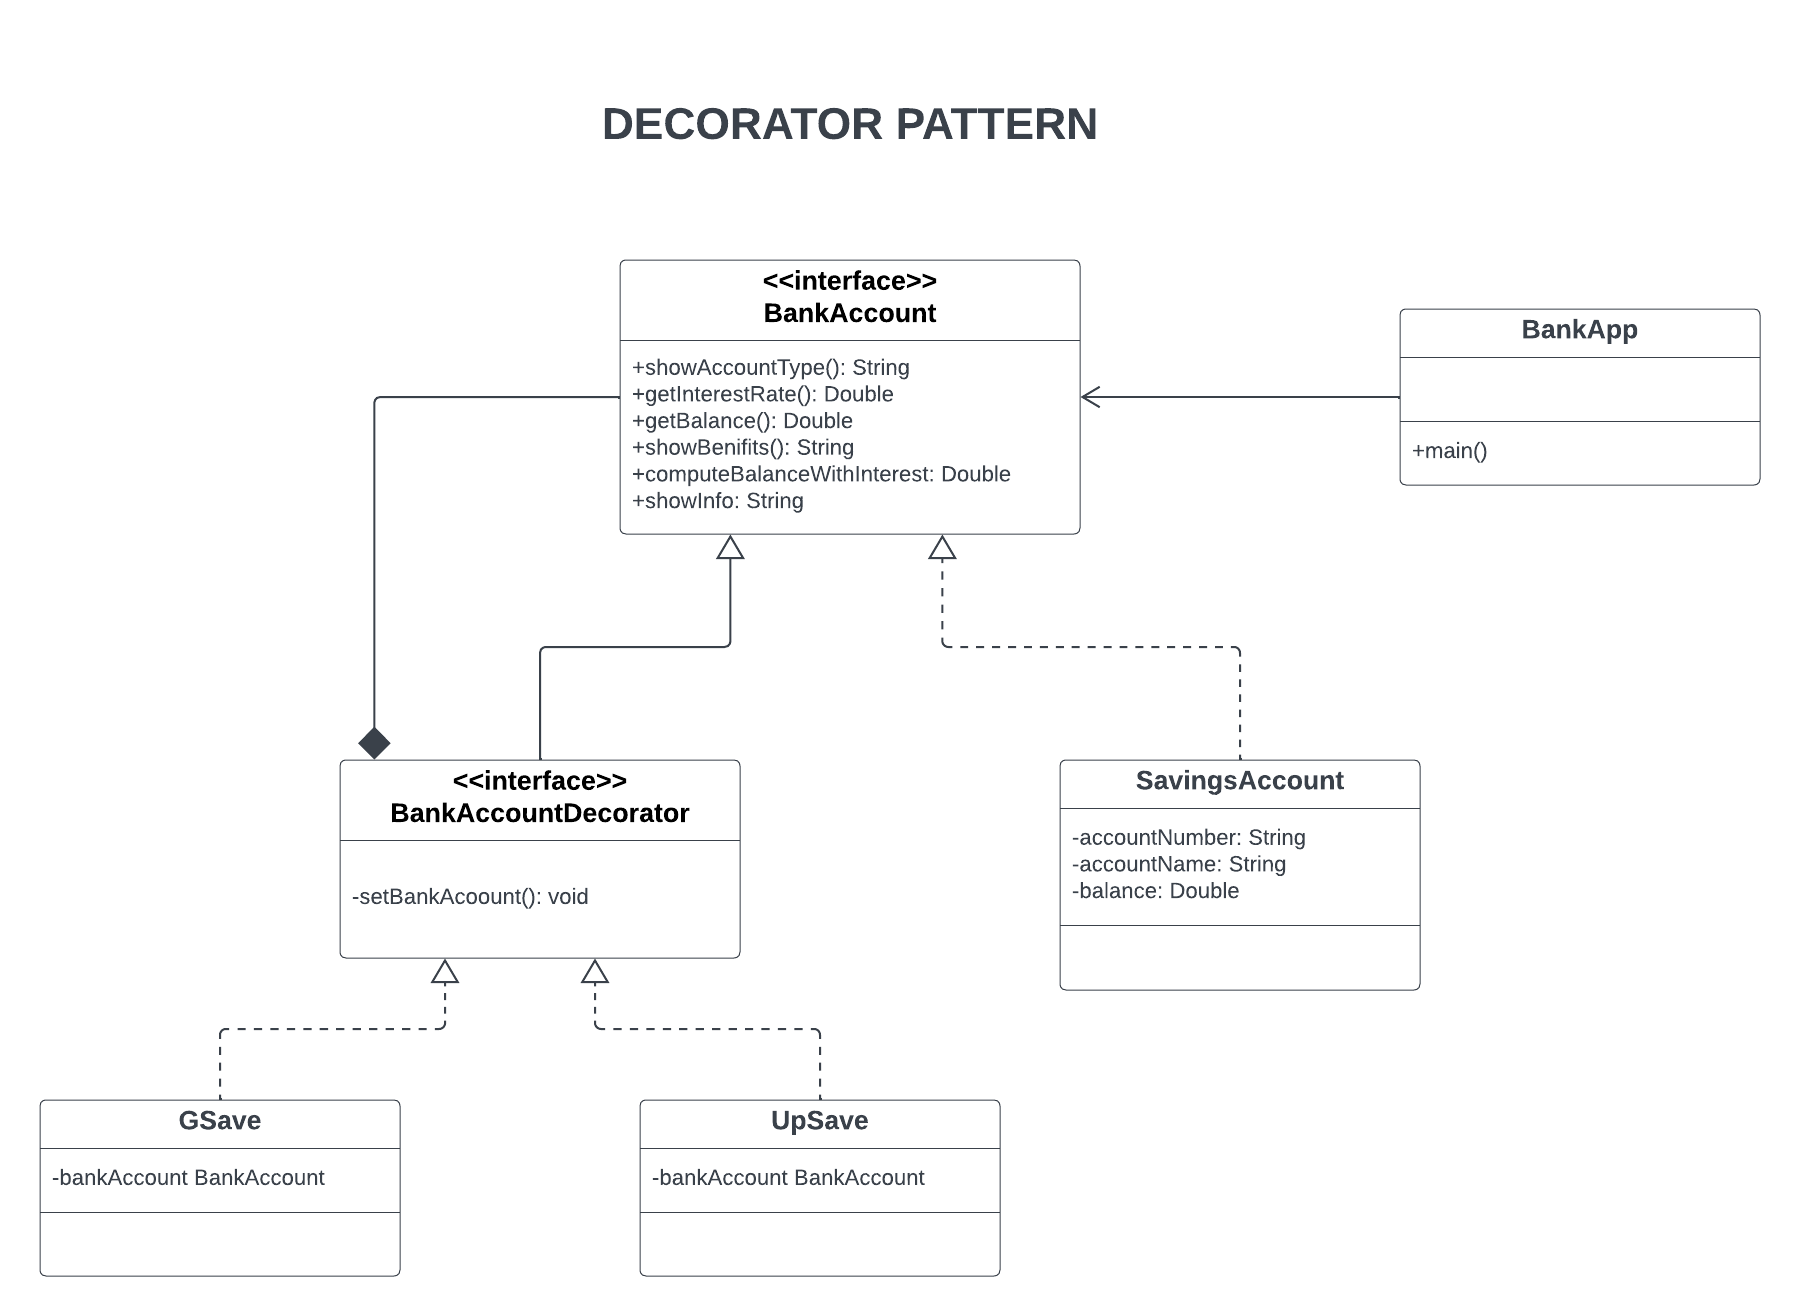 DECORATOR PATTERN
<<interface>>
BankAccount
+showAccountType(): String
+getInterestRate(): Double
+getBalance(): Double
+showBenifits(): String
+computeBalanceWithInterest: Double
+showInfo: String
BankApp
+main()
<<interface>>
BankAccountDecorator
-setBankAcoount(): void
SavingsAccount
-accountNumber: String
-accountName: String
-balance: Double
GSave
-bankAccount BankAccount
UpSave
-bankAccount BankAccount